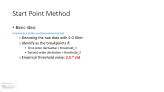 Start Point Method
• Basic idea:
Denoising the raw data with S-G filter
Identify as the breakpoints if:
First order derivative > threshold_1
Second order derivative > threshold_2
Empirical threshold value: 0.5 * std